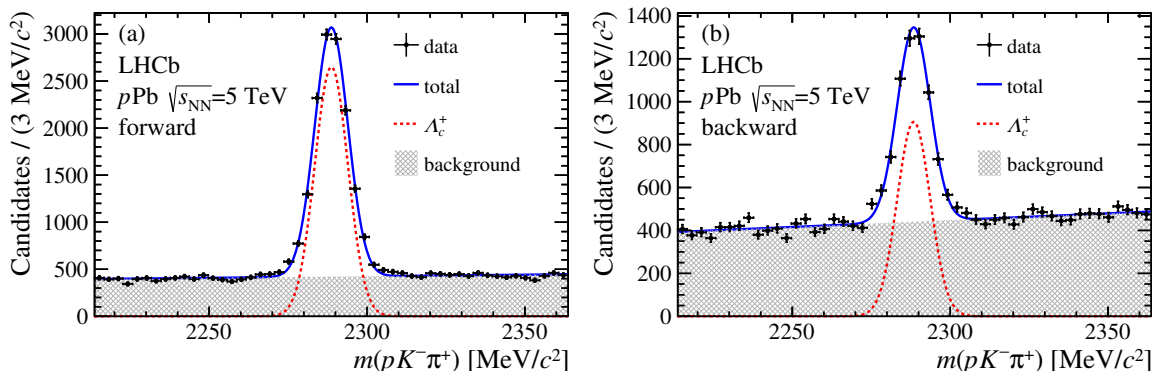 Candidates / (3 MeV/c²)
3000
2500
2000
1500
1000
500
0
(a)
LHCb
pPb √sNN=5 TeV
forward
data
total
Λc+
background
2250
2300
2350
m(pK⁻π⁺) [MeV/c²]
Candidates / (3 MeV/c²)
1400
1200
1000
800
600
400
200
0
(b)
LHCb
pPb √sNN=5 TeV
backward
data
total
Λc+
background
2250
2300
2350
m(pK⁻π⁺) [MeV/c²]